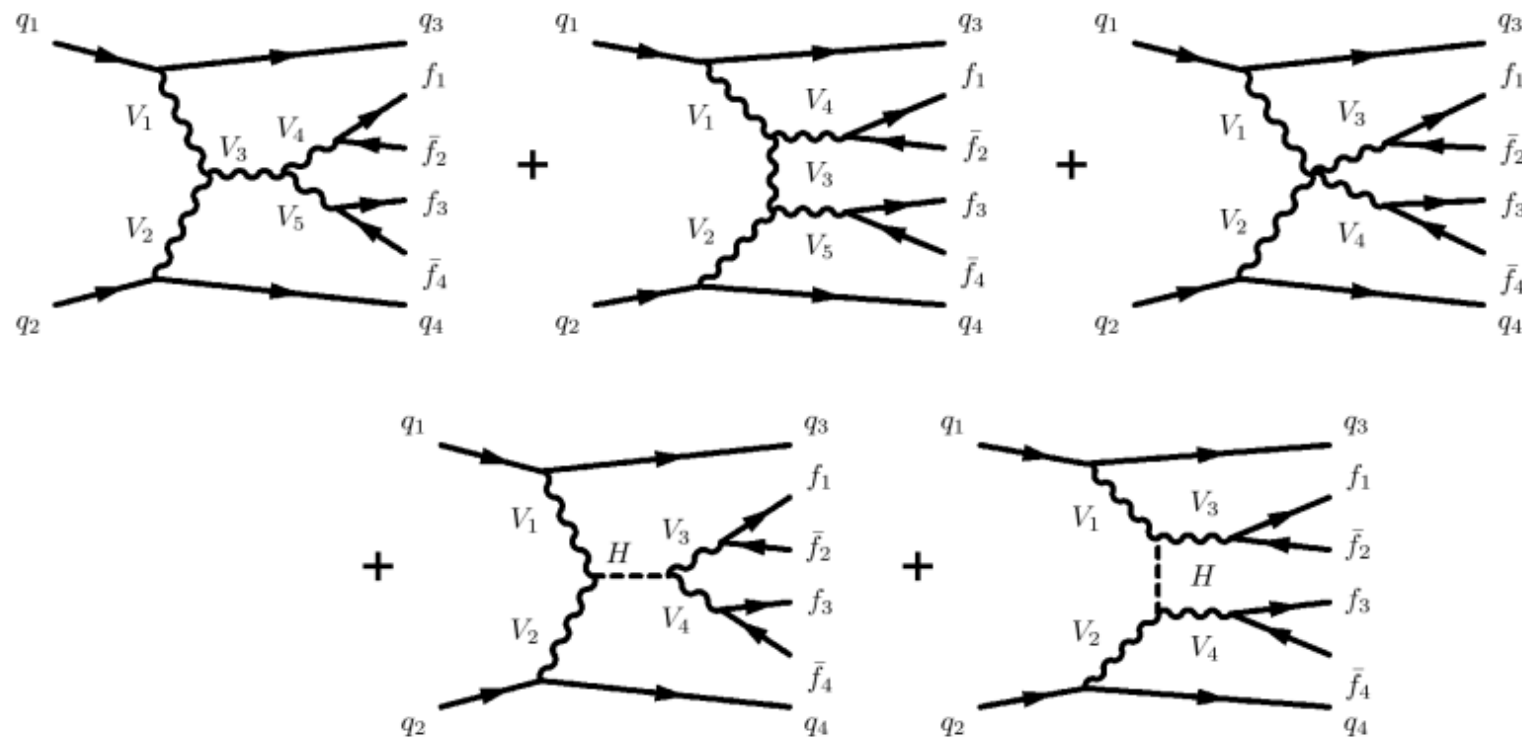 q₁ q₃ q₁ q₃ q₁ q₃
f₁ f₁ f₁
V₁ V₄ V₁ V₄ V₁ V₃
V₃ f̄₂ + V₃ f̄₂ + f̄₂
V₂ V₅ f₃ V₂ V₅ f₃ V₂ V₄ f₃
f̄₄ f̄₄ f̄₄
q₂ q₄ q₂ q₄ q₂ q₄
q₁ q₃ q₁ q₃
f₁ f₁
V₁ V₃ V₁ V₃
+ H f̄₂ + H f̄₂
V₂ V₄ f₃ V₂ V₄ f₃
f̄₄ f̄₄
q₂ q₄ q₂ q₄